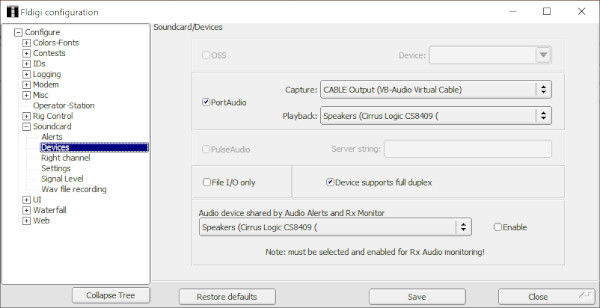 Fldigi configuration
Configure
Colors-Fonts
Contests
IDs
Logging
Modem
Misc
Operator-Station
Rig Control
Soundcard
Alerts
Devices
Right channel
Settings
Signal Level
Wav file recording
UI
Waterfall
Web
Collapse Tree
Soundcard/Devices
OSS
Device:
PortAudio
Capture:
CABLE Output (VB-Audio Virtual Cable)
Playback:
Speakers (Cirrus Logic CS8409 (
PulseAudio
Server string:
File I/O only
Device supports full duplex
Audio device shared by Audio Alerts and Rx Monitor
Speakers (Cirrus Logic CS8409 (
Enable
Note: must be selected and enabled for Rx Audio monitoring!
Restore defaults
Save
Close